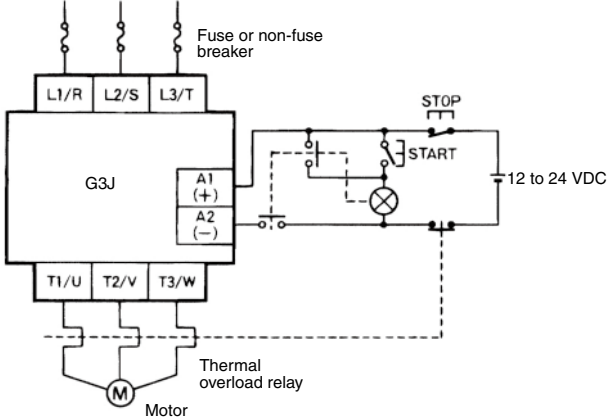 Fuse or non-fuse
breaker
L1/R L2/S L3/T
STOP
START
G3J
A1
(+)
A2
(−)
12 to 24 VDC
T1/U T2/V T3/W
Thermal
overload relay
M
Motor